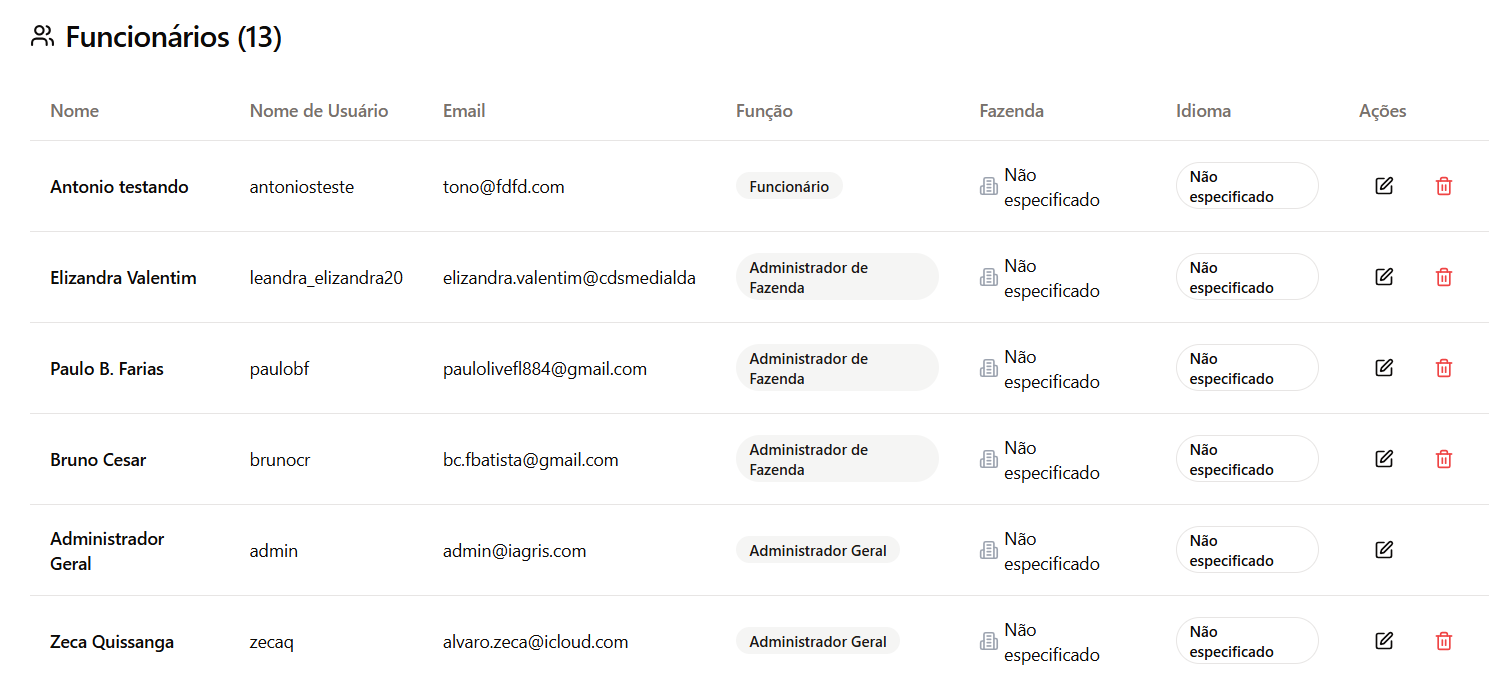 Funcionários (13)
Nome Nome de Usuário Email Função Fazenda Idioma Ações
Antonio testando antoniosteste tono@fdfd.com Funcionário Não especificado Não especificado
Elizandra Valentim leandra_elizandra20 elizandra.valentim@cdsmedialda Administrador de Fazenda Não especificado Não especificado
Paulo B. Farias paulobf paulolivefl884@gmail.com Administrador de Fazenda Não especificado Não especificado
Bruno Cesar brunocr bc.fbatista@gmail.com Administrador de Fazenda Não especificado Não especificado
Administrador Geral admin admin@iagris.com Administrador Geral Não especificado Não especificado
Zeca Quissanga zecaq alvaro.zeca@icloud.com Administrador Geral Não especificado Não especificado